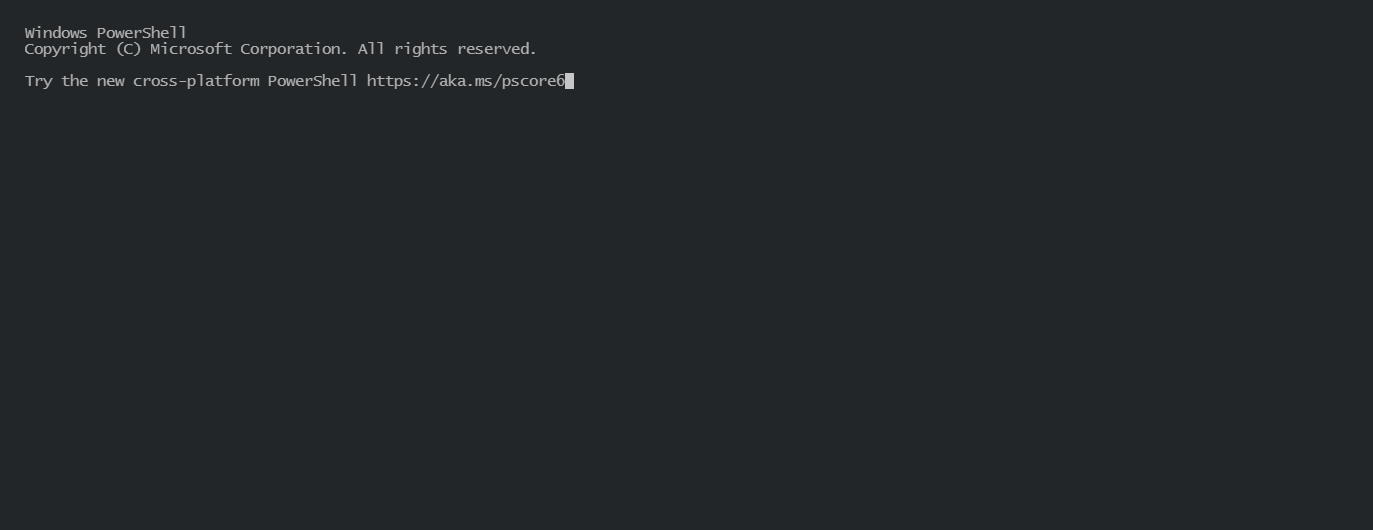 Windows PowerShell
Copyright (C) Microsoft Corporation. All rights reserved.
Try the new cross-platform PowerShell https://aka.ms/pscore6